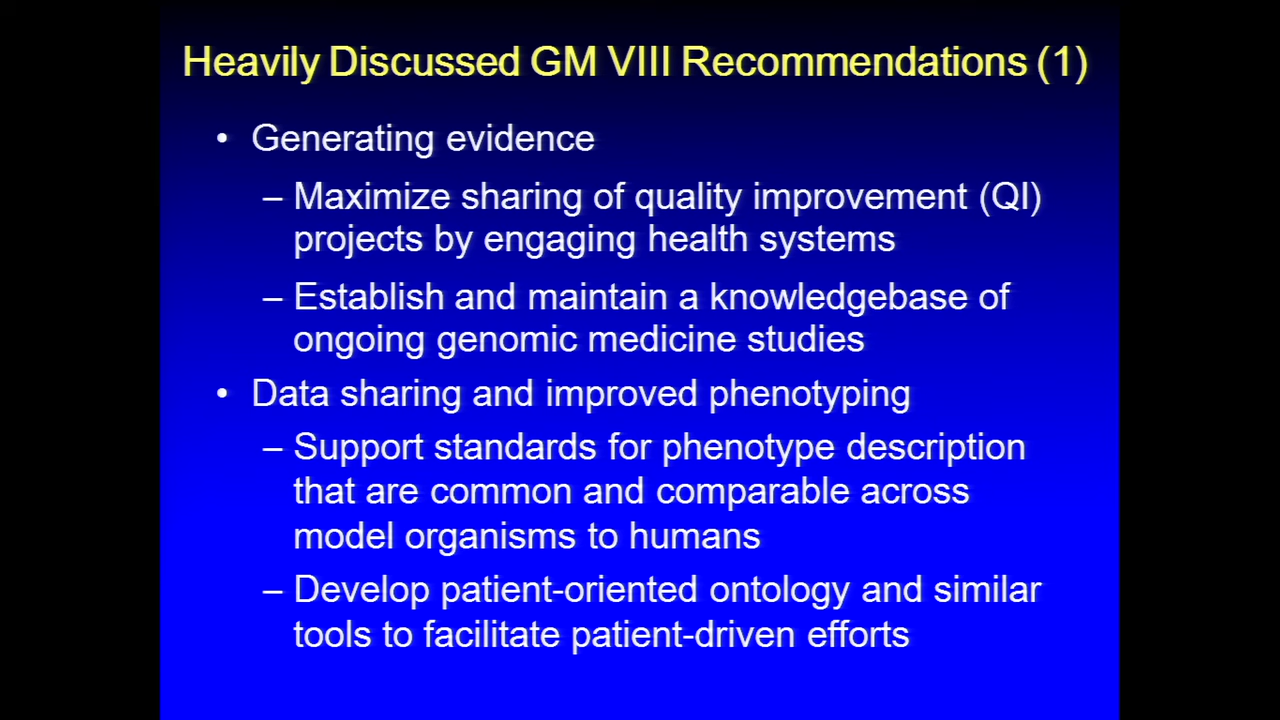 Heavily Discussed GM VIII Recommendations (1)
• Generating evidence
– Maximize sharing of quality improvement (QI)
projects by engaging health systems
– Establish and maintain a knowledgebase of
ongoing genomic medicine studies
• Data sharing and improved phenotyping
– Support standards for phenotype description
that are common and comparable across
model organisms to humans
– Develop patient-oriented ontology and similar
tools to facilitate patient-driven efforts